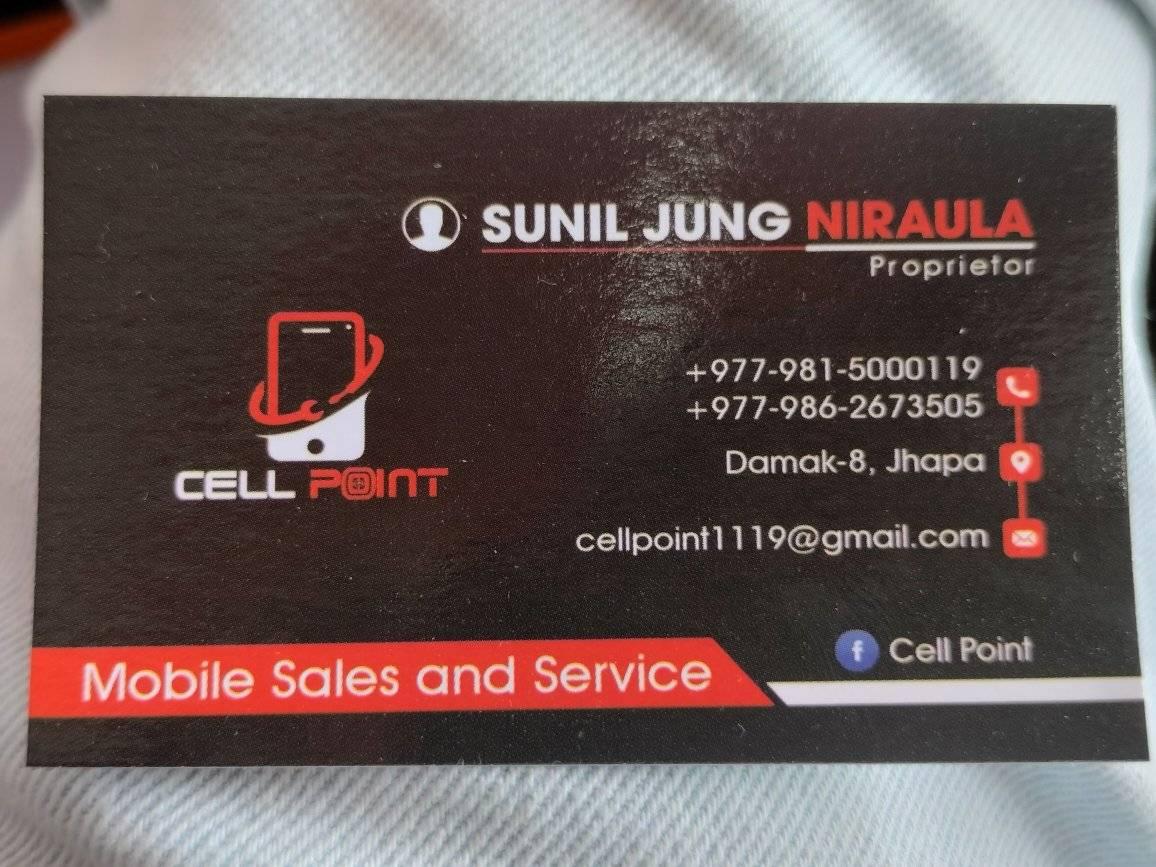 SUNIL JUNG NIRAULA
Proprietor
+977-981-5000119
+977-986-2673505
Damak-8, Jhapa
CELL POINT
cellpoint1119@gmail.com
f Cell Point
Mobile Sales and Service